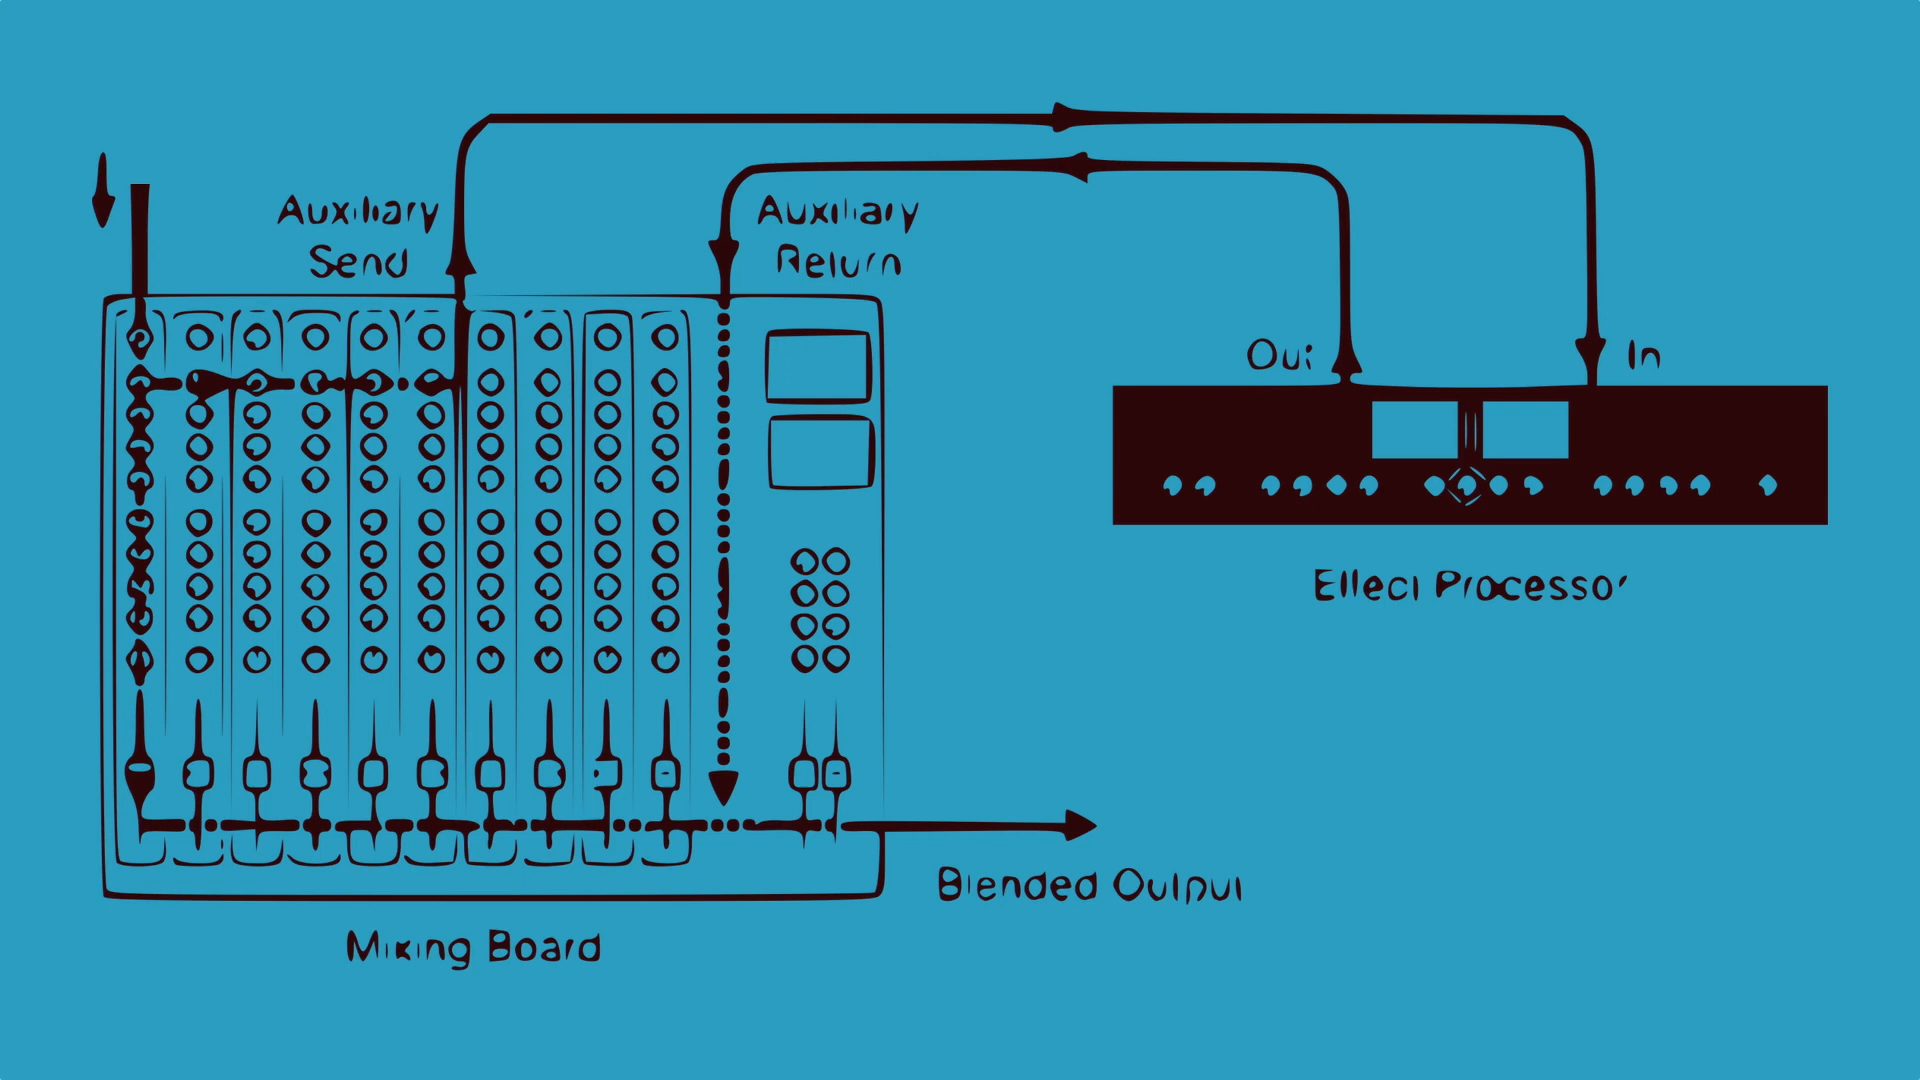 Auxiliary
Send
Auxiliary
Return
Out
In
Effect Processor
Blended Output
Mixing Board